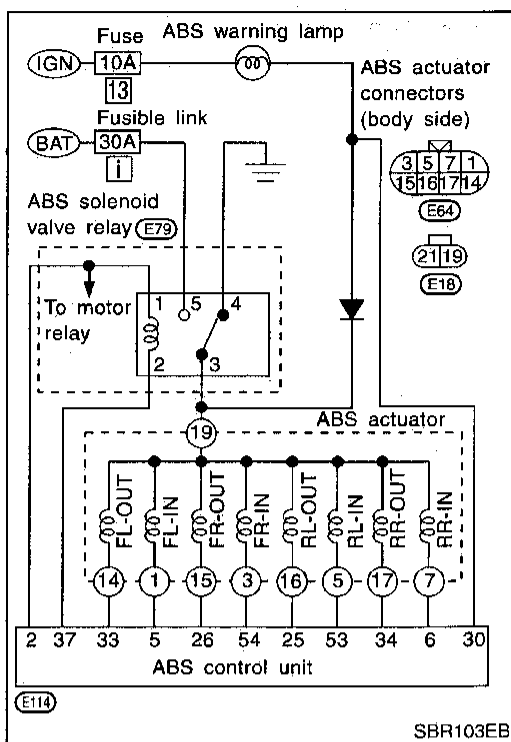 ABS warning lamp
Fuse
IGN 10A
13
ABS actuator
connectors
(body side)
Fusible link
BAT 30A
i
3 5 7 1
15 16 17 14
E64
21 19
E18
ABS solenoid
valve relay E79
To motor
relay
1 5 4
2 3
19
ABS actuator
FL-OUT
FL-IN
FR-OUT
FR-IN
RL-OUT
RL-IN
RR-OUT
RR-IN
14 1 15 3 16 5 17 7
2 37 33 5 26 54 25 53 34 6 30
ABS control unit
E114
SBR103EB